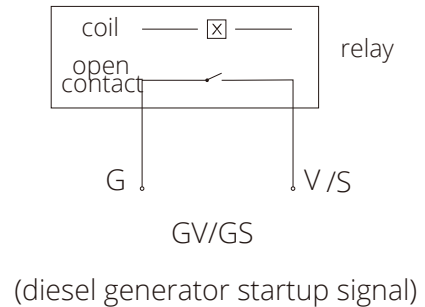 coil
X
relay
open
contact
G
V/S
GV/GS
(diesel generator startup signal)